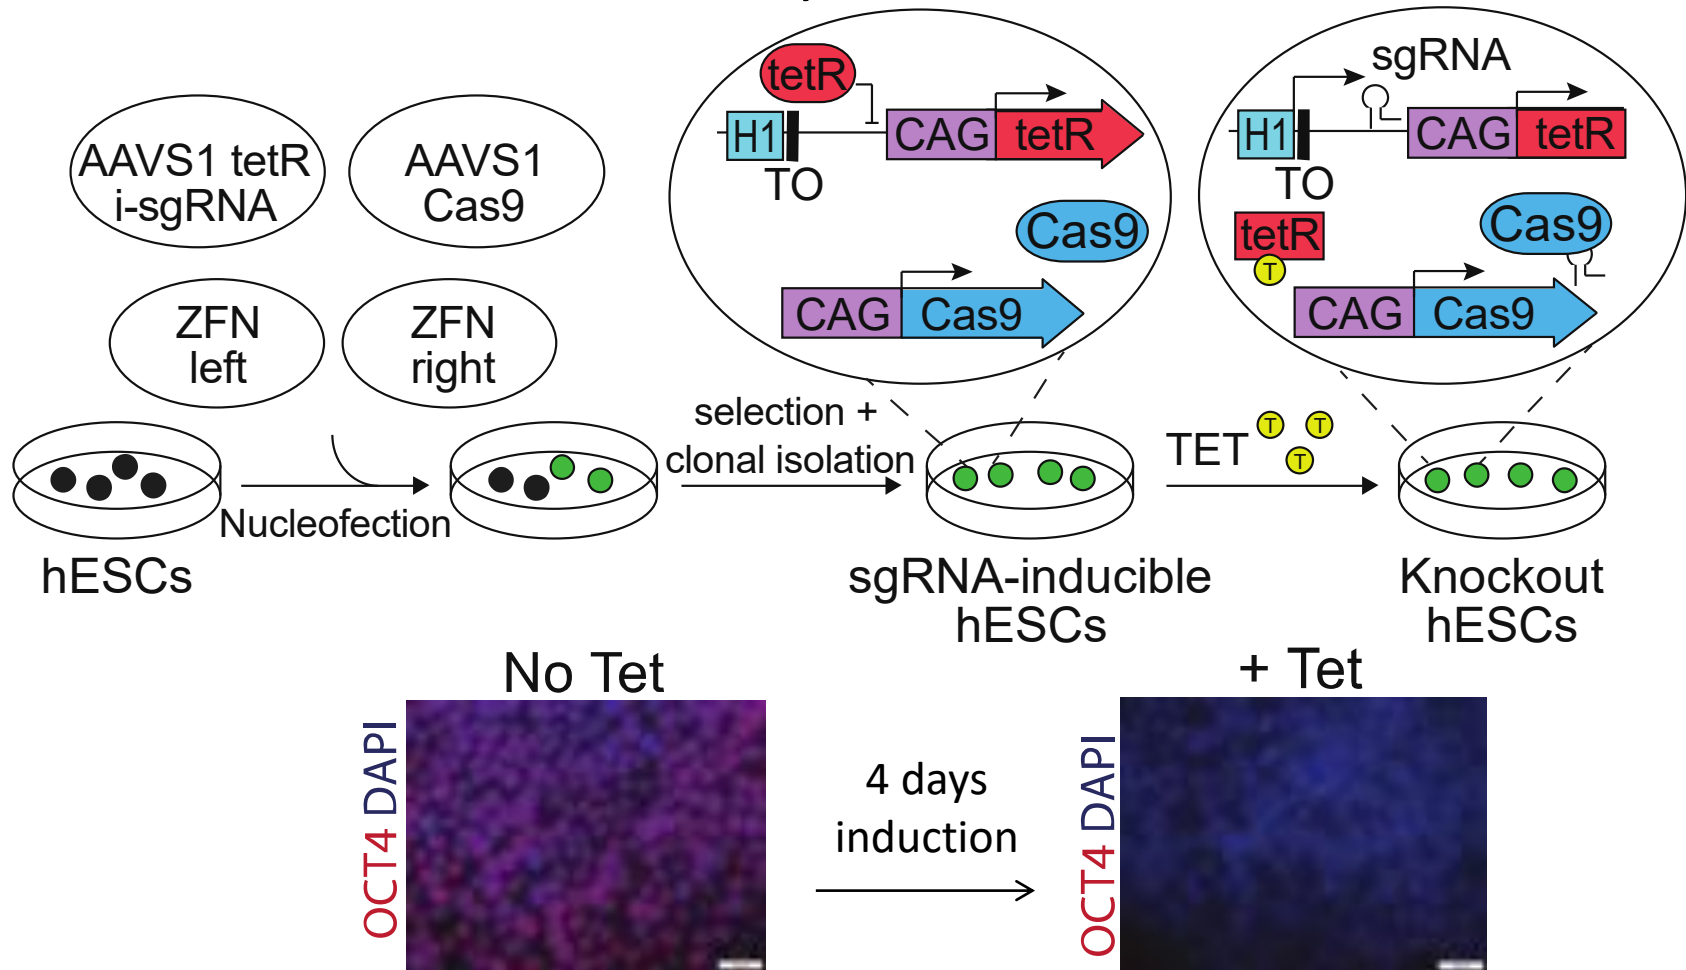 AAVS1 tetR
i-sgRNA
AAVS1
Cas9
ZFN
left
ZFN
right
hESCs
Nucleofection
selection +
clonal isolation
tetR
H1
TO
CAG
tetR
Cas9
CAG
Cas9
sgRNA-inducible
hESCs
TET
T
T
T
sgRNA
H1
TO
CAG
tetR
tetR
T
Cas9
CAG
Cas9
Knockout
hESCs
No Tet
OCT4 DAPI
4 days
induction
+ Tet
OCT4 DAPI